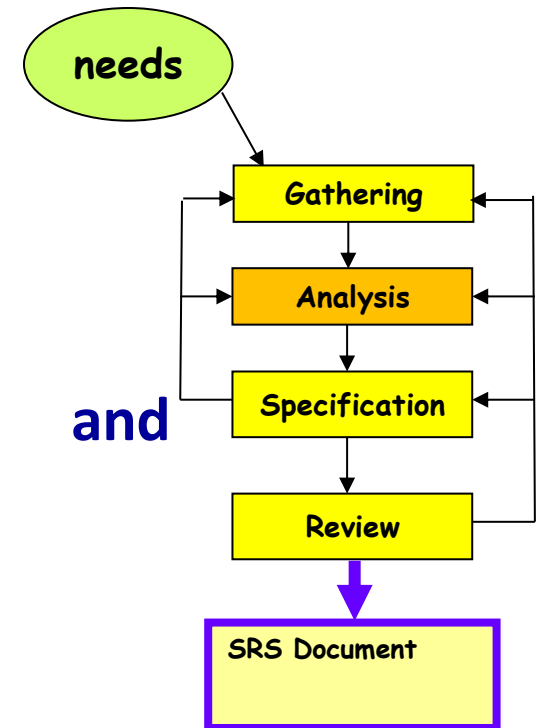 needs
Gathering
Analysis
Specification
and
Review
SRS Document